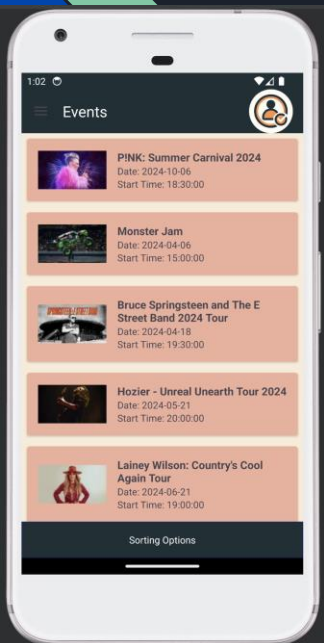 1:02
Events
P!NK: Summer Carnival 2024
Date: 2024-10-06
Start Time: 18:30:00
Monster Jam
Date: 2024-04-06
Start Time: 15:00:00
Bruce Springsteen and The E
Street Band 2024 Tour
Date: 2024-04-18
Start Time: 19:30:00
Hozier - Unreal Unearth Tour 2024
Date: 2024-05-21
Start Time: 20:00:00
Lainey Wilson: Country's Cool
Again Tour
Date: 2024-06-21
Start Time: 19:00:00
Sorting Options